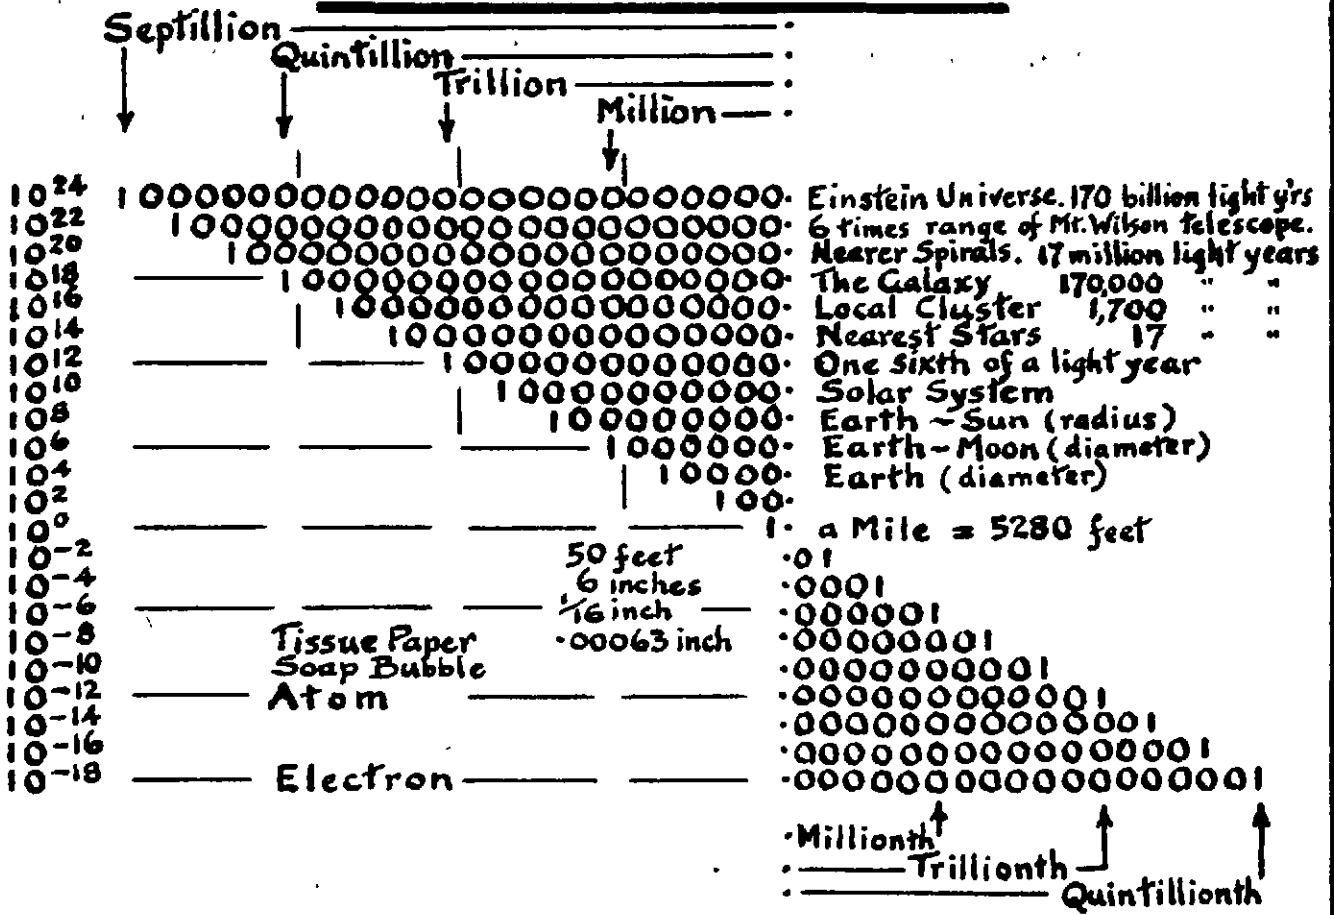 Septillion
Quintillion
Trillion
Million
10²⁴ 1000000000000000000000000. Einstein Universe. 170 billion light y'rs
10²² 10000000000000000000000. 6 times range of Mt. Wilson telescope.
10²⁰ 100000000000000000000. Nearer Spirals. 17 million light years
10¹⁸ 1000000000000000000. The Galaxy 170,000 " "
10¹⁶ 10000000000000000. Local Cluster 1,700 " "
10¹⁴ 100000000000000. Nearest Stars 17 " "
10¹² 1000000000000. One sixth of a light year
10¹⁰ 10000000000. Solar System
10⁸ 100000000. Earth ~ Sun (radius)
10⁶ 1000000. Earth ~ Moon (diameter)
10⁴ 10000. Earth (diameter)
10² 100.
10⁰ 1. a Mile = 5280 feet
10⁻² 50 feet .01
10⁻⁴ 6 inches .0001
10⁻⁶ 1/16 inch .000001
10⁻⁸ Tissue Paper .00063 inch .00000001
10⁻¹⁰ Soap Bubble .0000000001
10⁻¹² Atom .000000000001
10⁻¹⁴ .00000000000001
10⁻¹⁶ .0000000000000001
10⁻¹⁸ Electron .000000000000000001
.Millionth
Trillionth
Quintillionth